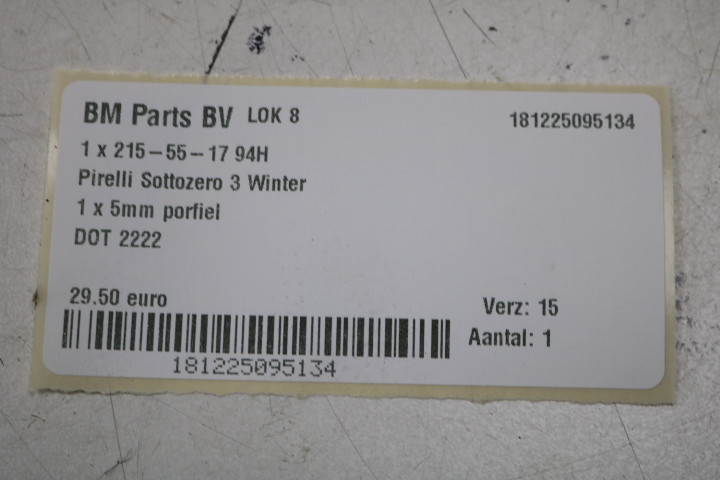 BM Parts BV LOK 8 181225095134
1 x 215-55-17 94H
Pirelli Sottozero 3 Winter
1 x 5mm porfiel
DOT 2222
29.50 euro Verz: 15
Aantal: 1
181225095134